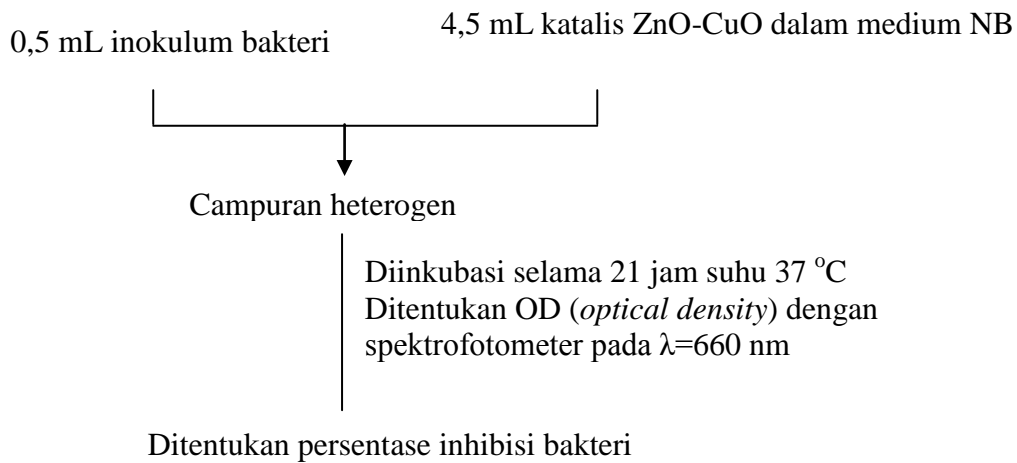 0,5 mL inokulum bakteri
4,5 mL katalis ZnO-CuO dalam medium NB
Campuran heterogen
Diinkubasi selama 21 jam suhu 37 °C
Ditentukan OD (optical density) dengan
spektrofotometer pada λ=660 nm
Ditentukan persentase inhibisi bakteri